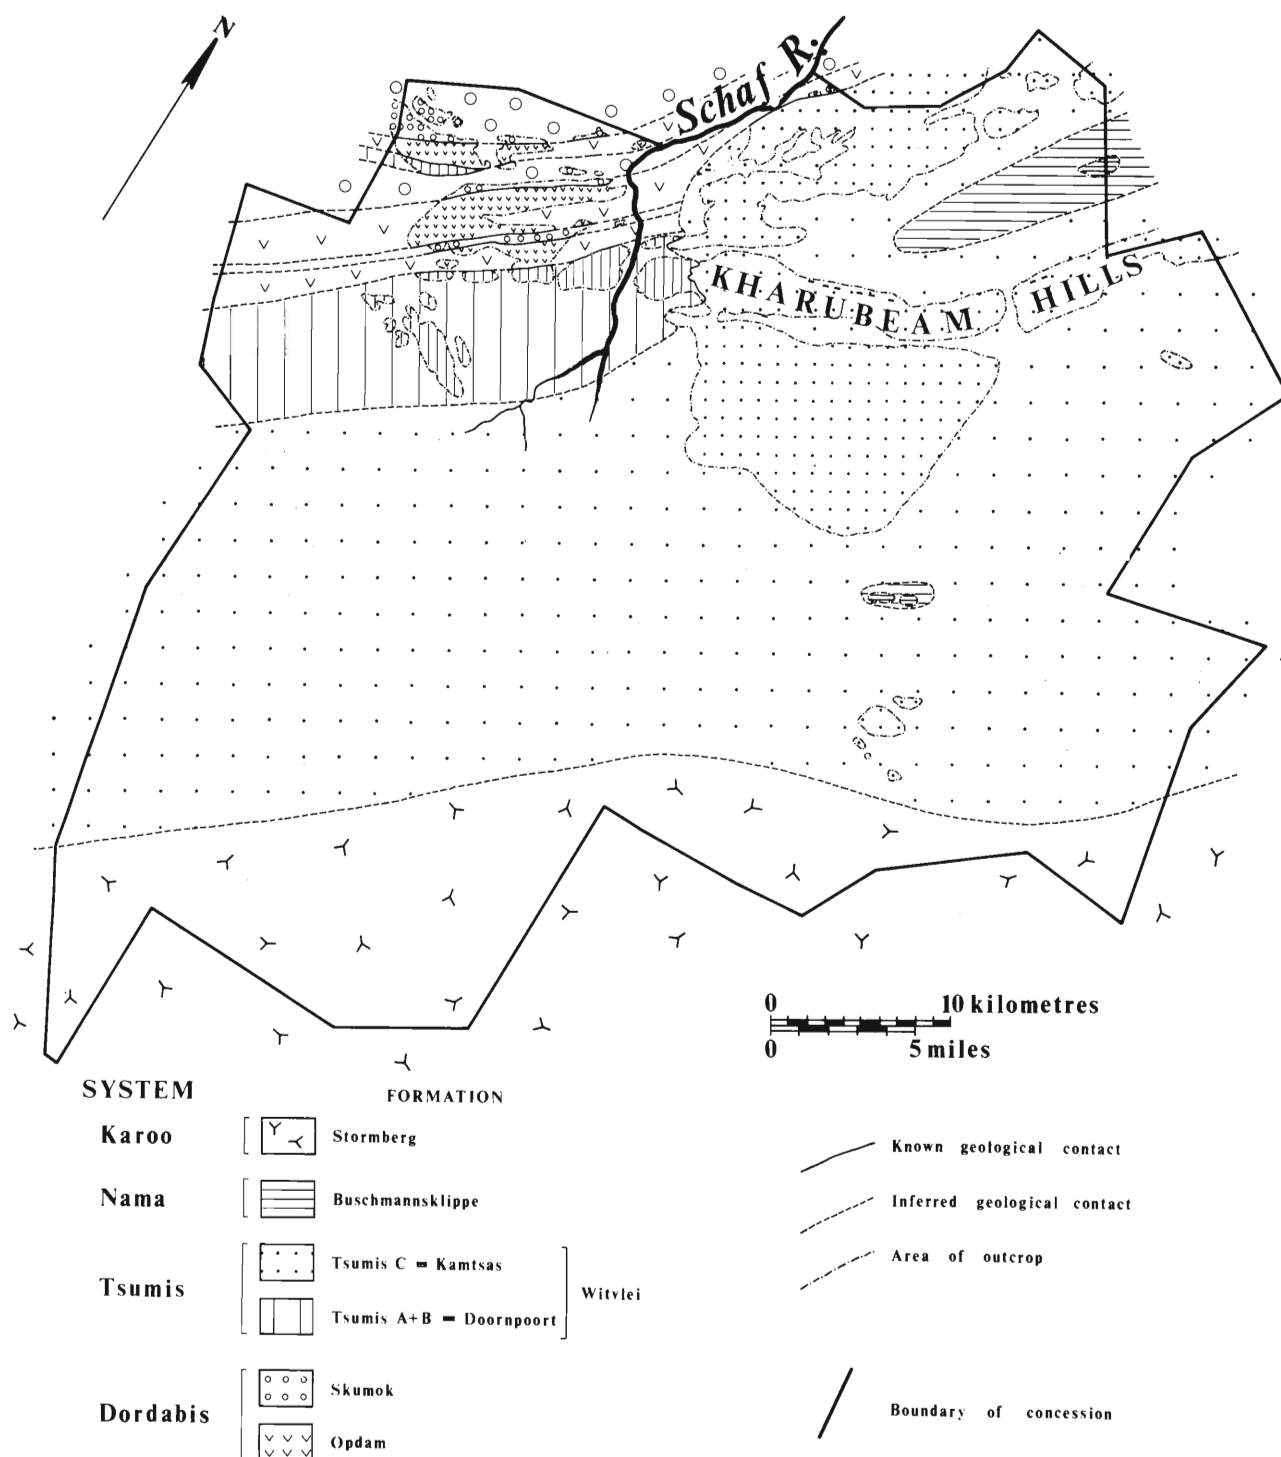 N
Schaf R.
KHARUBEAM HILLS
0 10 kilometres
0 5 miles
SYSTEM FORMATION
Karoo Stormberg
Nama Buschmannsklippe
Tsumis Tsumis C = Kamtsas
Tsumis A+B = Doornpoort
Witvlei
Dordabis Skumok
Opdam
Known geological contact
Inferred geological contact
Area of outcrop
Boundary of concession